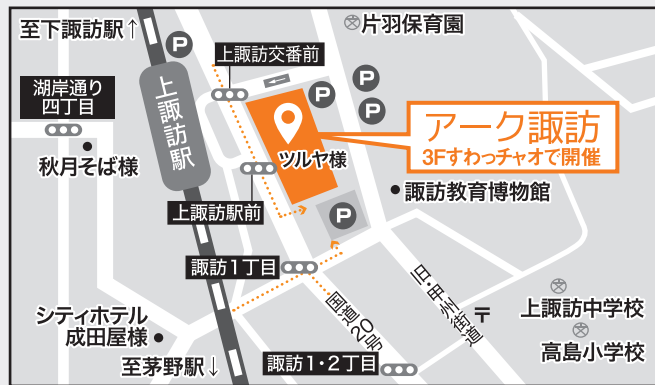 至下諏訪駅↑
P
片羽保育園
上諏訪交番前
湖岸通り
四丁目
上諏訪駅
P
P
P
アーク諏訪
3Fすわっチャオで開催
秋月そば様
ツルヤ様
諏訪教育博物館
上諏訪駅前
P
諏訪1丁目
旧・甲州街道
国道20号
〒
上諏訪中学校
シティホテル
成田屋様
高島小学校
至茅野駅↓
諏訪1・2丁目